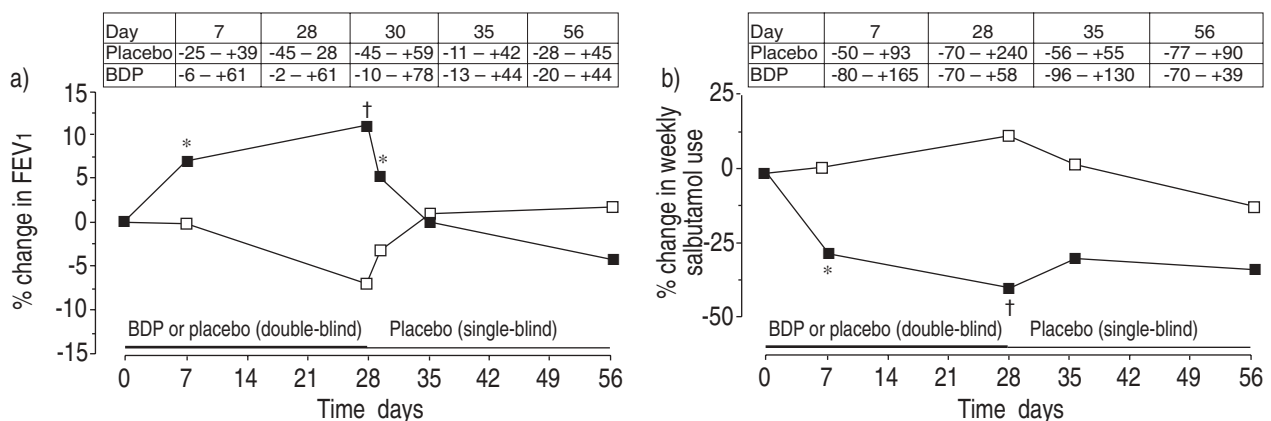 Day 7 28 30 35 56
Placebo -25 – +39 -45 – 28 -45 – +59 -11 – +42 -28 – +45
BDP -6 – +61 -2 – +61 -10 – +78 -13 – +44 -20 – +44
a)
15
10
5
0
-5
-10
-15
% change in FEV1
*
†
*
BDP or placebo (double-blind) Placebo (single-blind)
0 7 14 21 28 35 42 49 56
Time days
Day 7 28 35 56
Placebo -50 – +93 -70 – +240 -56 – +55 -77 – +90
BDP -80 – +165 -70 – +58 -96 – +130 -70 – +39
b)
25
0
-25
-50
% change in weekly
salbutamol use
*
†
BDP or placebo (double-blind) Placebo (single-blind)
0 7 14 21 28 35 42 49 56
Time days